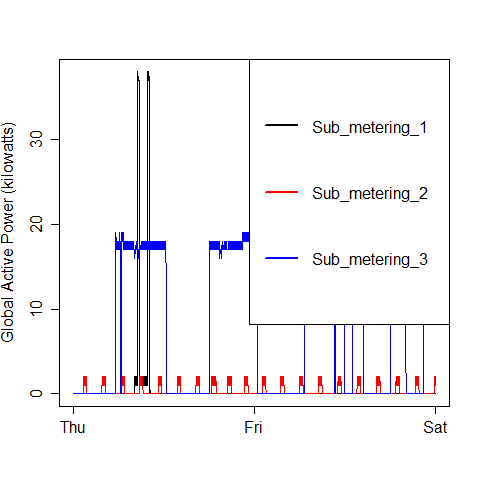 Global Active Power (kilowatts)
30
20
10
0
Sub_metering_1
Sub_metering_2
Sub_metering_3
Thu
Fri
Sat